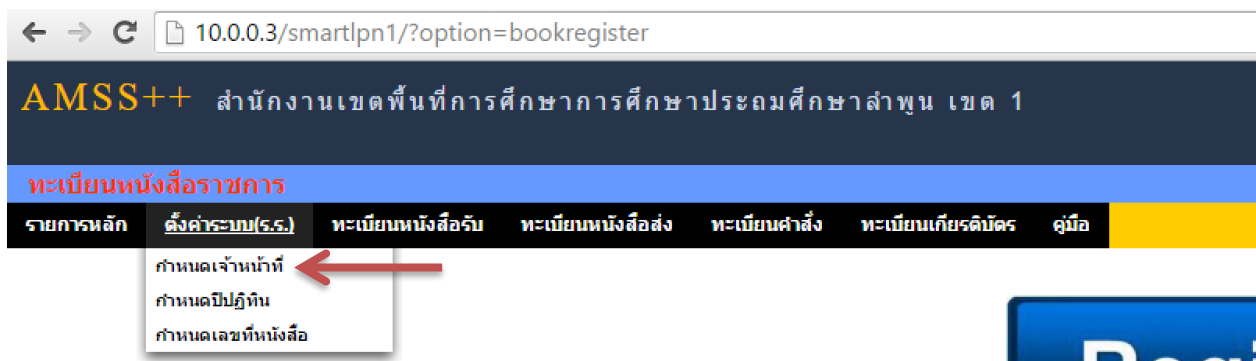 10.0.0.3/smartlpn1/?option=bookregister
AMSS++ สำนักงานเขตพื้นที่การศึกษาการศึกษาประถมศึกษาลำพูน เขต 1
ทะเบียนหนังสือราชการ
รายการหลัก ตั้งค่าระบบ(ร.ร.) ทะเบียนหนังสือรับ ทะเบียนหนังสือส่ง ทะเบียนคำสั่ง ทะเบียนเกียรติบัตร คู่มือ
กำหนดเจ้าหน้าที่
กำหนดปีปฏิทิน
กำหนดเลขที่หนังสือ